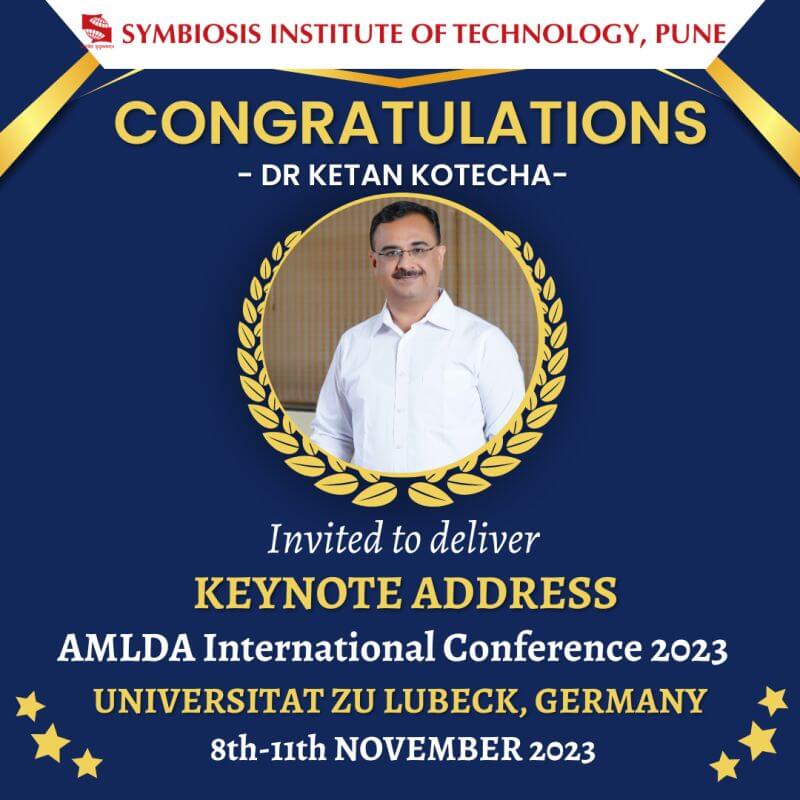 SYMBIOSIS INSTITUTE OF TECHNOLOGY, PUNE
CONGRATULATIONS
- DR KETAN KOTECHA-
Invited to deliver
KEYNOTE ADDRESS
AMLDA International Conference 2023
UNIVERSITAT ZU LUBECK, GERMANY
8th-11th NOVEMBER 2023